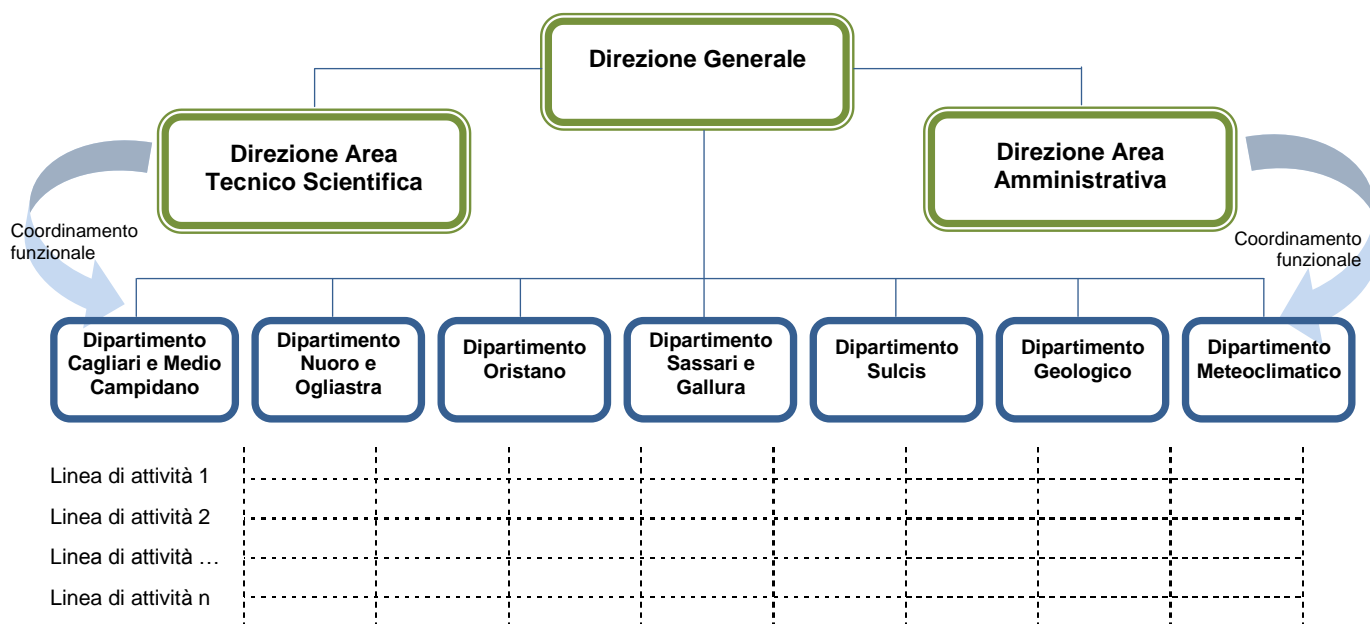 Direzione Generale
Direzione Area
Tecnico Scientifica
Direzione Area
Amministrativa
Coordinamento
funzionale
Coordinamento
funzionale
Dipartimento
Cagliari e Medio
Campidano
Dipartimento
Nuoro e
Ogliastra
Dipartimento
Oristano
Dipartimento
Sassari e
Gallura
Dipartimento
Sulcis
Dipartimento
Geologico
Dipartimento
Meteoclimatico
Linea di attività 1
Linea di attività 2
Linea di attività …
Linea di attività n